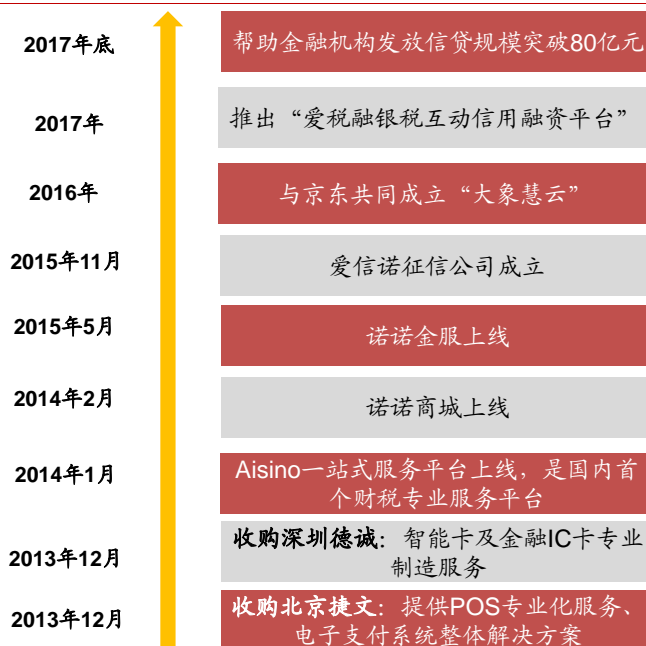 2017年底
帮助金融机构发放信贷规模突破80亿元
2017年
推出“爱税融银税互动信用融资平台”
2016年
与京东共同成立“大象慧云”
2015年11月
爱信诺征信公司成立
2015年5月
诺诺金服上线
2014年2月
诺诺商城上线
2014年1月
Aisino一站式服务平台上线，是国内首
个财税专业服务平台
2013年12月
收购深圳德诚：智能卡及金融IC卡专业
制造服务
2013年12月
收购北京捷文：提供POS专业化服务、
电子支付系统整体解决方案